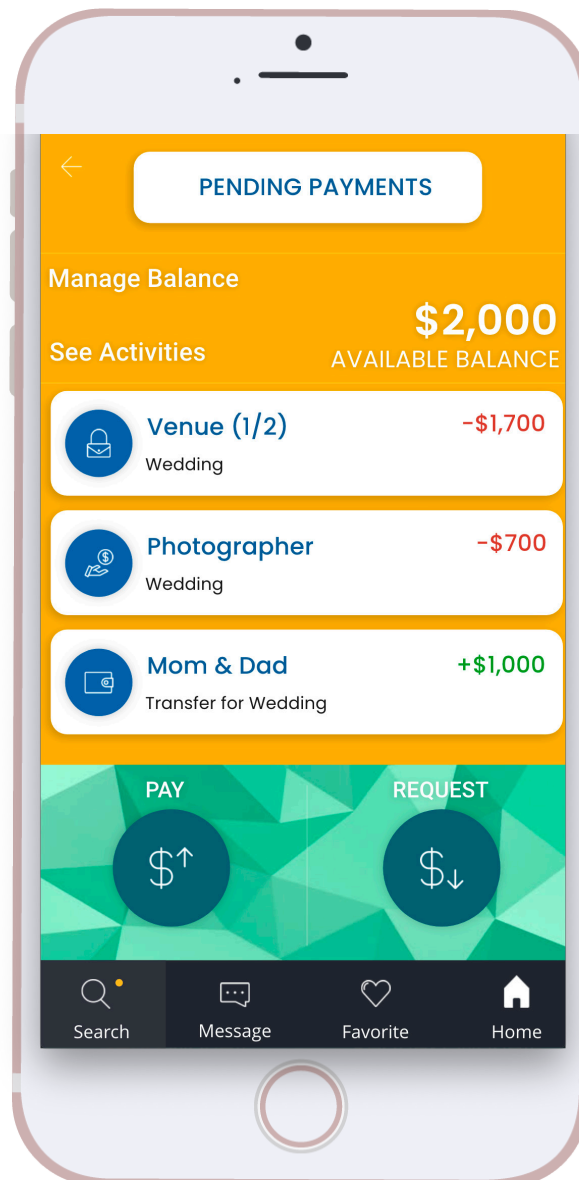 PENDING PAYMENTS
Manage Balance
$2,000
See Activities
AVAILABLE BALANCE
Venue (1/2)
-$1,700
Wedding
Photographer
-$700
Wedding
Mom & Dad
+$1,000
Transfer for Wedding
PAY
REQUEST
$↑
$↓
Search
Message
Favorite
Home